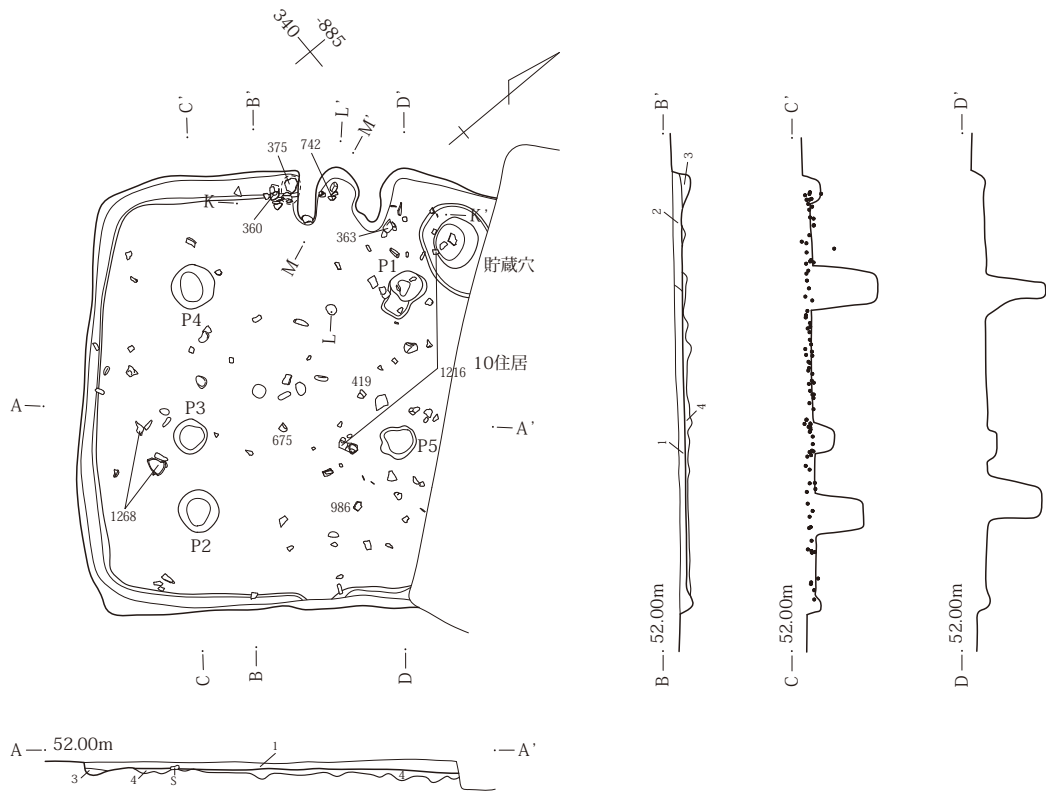 340
-885
C'
B'
L'
M'
D'
375
742
K
360
363
K'
M
P1
貯蔵穴
P4
L
10住居
1216
419
A
P3
A'
675
P5
1268
986
P2
C
B
D
A 52.00m
A'
1
3
4
S
4
B'
3
2
4
1
B 52.00m
C'
C 52.00m
D'
D 52.00m